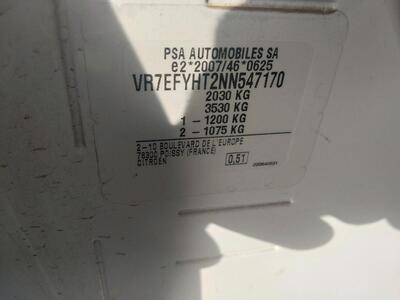 PSA AUTOMOBILES SA
e2*2007/46*0625
VR7EFYHT2NN547170
2030 KG
3530 KG
1 - 1200 KG
2 - 1075 KG
2-10 BOULEVARD DE L'EUROPE
78300 POISSY (FRANCE)
CITROEN
0.5T